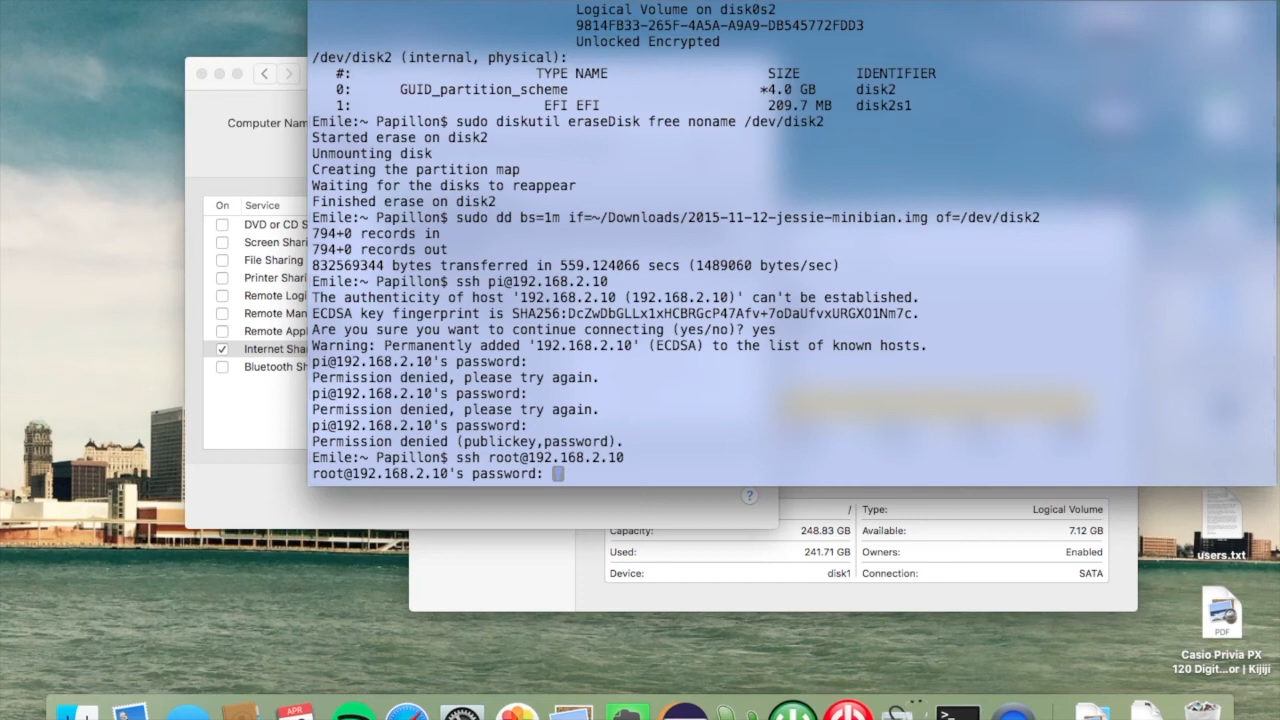 Logical Volume on disk0s2
9814FB33-265F-4A5A-A9A9-DB545772FDD3
Unlocked Encrypted
/dev/disk2 (internal, physical):
#: TYPE NAME SIZE IDENTIFIER
0: GUID_partition_scheme *4.0 GB disk2
1: EFI EFI 209.7 MB disk2s1
Emile:~ Papillon$ sudo diskutil eraseDisk free noname /dev/disk2
Started erase on disk2
Unmounting disk
Creating the partition map
Waiting for the disks to reappear
Finished erase on disk2
Emile:~ Papillon$ sudo dd bs=1m if=~/Downloads/2015-11-12-jessie-minibian.img of=/dev/disk2
794+0 records in
794+0 records out
832569344 bytes transferred in 559.124066 secs (1489060 bytes/sec)
Emile:~ Papillon$ ssh pi@192.168.2.10
The authenticity of host '192.168.2.10 (192.168.2.10)' can't be established.
ECDSA key fingerprint is SHA256:DcZwDbGLLx1xHCBRGcP47Afv+7oDaUfvxURGXO1Nm7c.
Are you sure you want to continue connecting (yes/no)? yes
Warning: Permanently added '192.168.2.10' (ECDSA) to the list of known hosts.
pi@192.168.2.10's password:
Permission denied, please try again.
pi@192.168.2.10's password:
Permission denied, please try again.
pi@192.168.2.10's password:
Permission denied (publickey,password).
Emile:~ Papillon$ ssh root@192.168.2.10
root@192.168.2.10's password:
Computer Nam
On Service
DVD or CD S
Screen Shari
File Sharing
Printer Shari
Remote Logi
Remote Man
Remote Appl
Internet Sha
Bluetooth Sh
?
/ Type: Logical Volume
Capacity: 248.83 GB Available: 7.12 GB
Used: 241.71 GB Owners: Enabled
Device: disk1 Connection: SATA
users.txt
PDF
Casio Privia PX
120 Digit...or | Kijiji
APR